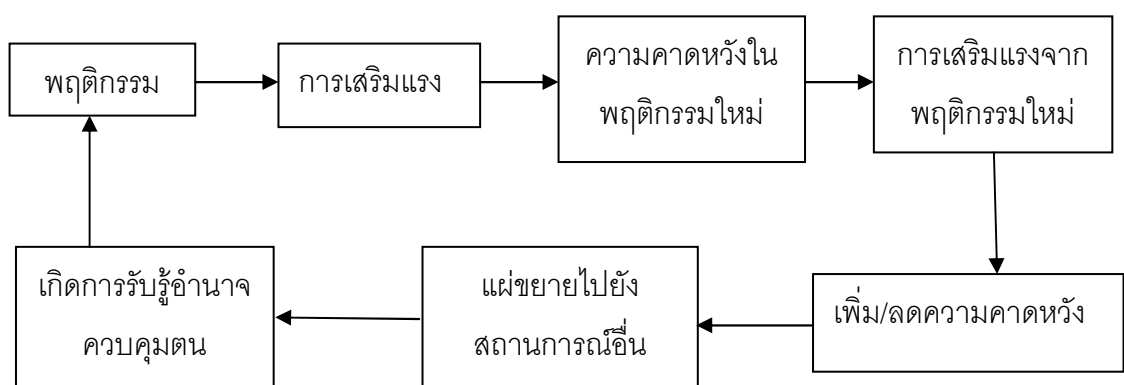 พฤติกรรม
การเสริมแรง
ความคาดหวังใน
พฤติกรรมใหม่
การเสริมแรงจาก
พฤติกรรมใหม่
เพิ่ม/ลดความคาดหวัง
แผ่ขยายไปยัง
สถานการณ์อื่น
เกิดการรับรู้อำนาจ
ควบคุมตน